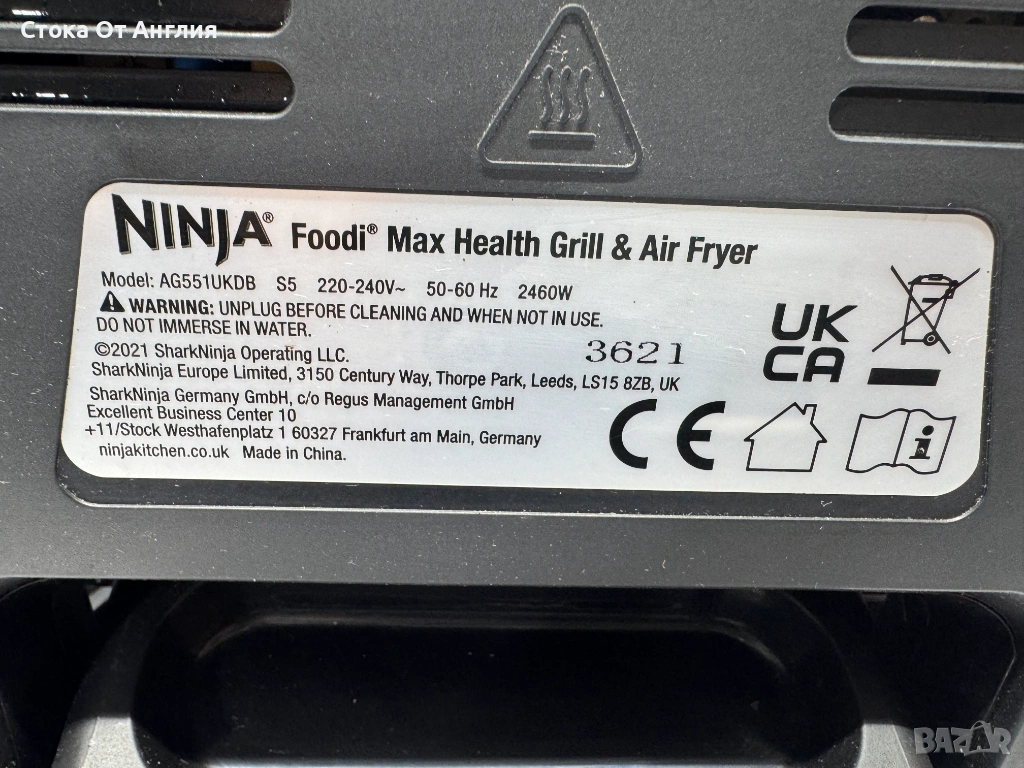 Стока От Англия
NINJA® Foodi® Max Health Grill & Air Fryer
Model: AG551UKDB S5 220-240V~ 50-60 Hz 2460W
WARNING: UNPLUG BEFORE CLEANING AND WHEN NOT IN USE.
DO NOT IMMERSE IN WATER.
©2021 SharkNinja Operating LLC.
3621
SharkNinja Europe Limited, 3150 Century Way, Thorpe Park, Leeds, LS15 8ZB, UK
SharkNinja Germany GmbH, c/o Regus Management GmbH
Excellent Business Center 10
+11/Stock Westhafenplatz 1 60327 Frankfurt am Main, Germany
ninjakitchen.co.uk Made in China.
UK
CA
CE
BAZAR